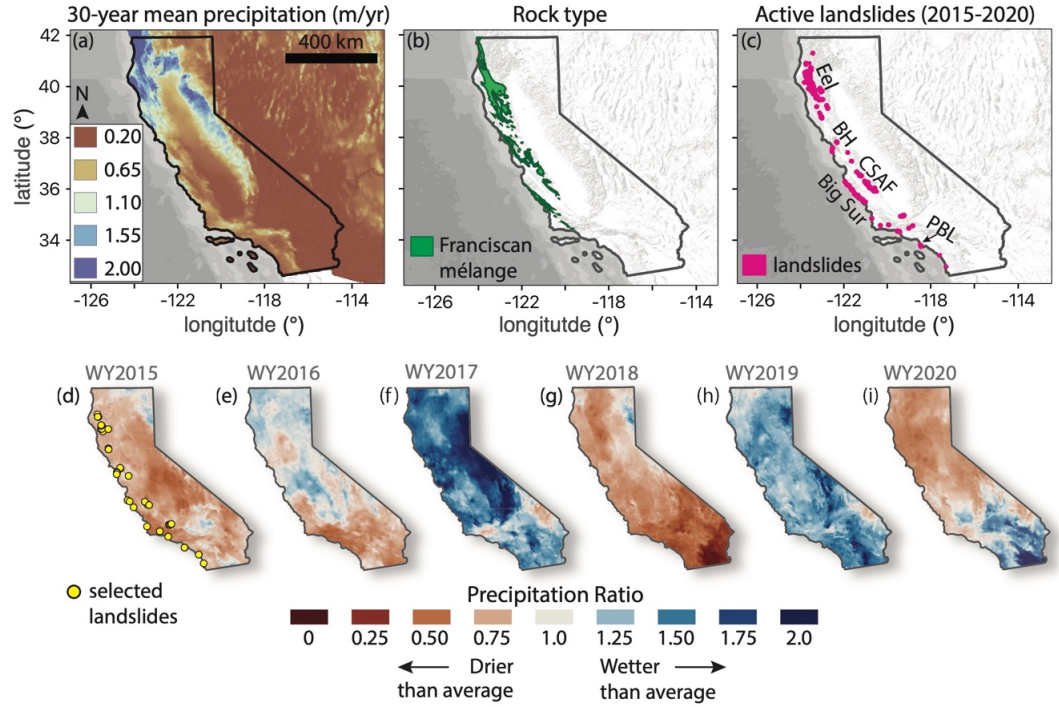 30-year mean precipitation (m/yr)
Rock type
Active landslides (2015-2020)
(a)
400 km
(b)
(c)
42
40
38
36
34
latitude (°)
N
0.20
0.65
1.10
1.55
2.00
Franciscan
mélange
Eel
BH
CSAF
Big Sur
PBL
landslides
-126
-122
-118
-114
-126
-122
-118
-114
-126
-122
-118
-114
longitutde (°)
longitutde (°)
longitutde (°)
WY2015
WY2016
WY2017
WY2018
WY2019
WY2020
(d)
(e)
(f)
(g)
(h)
(i)
selected
landslides
Precipitation Ratio
0
0.25
0.50
0.75
1.0
1.25
1.50
1.75
2.0
Drier
than average
Wetter
than average